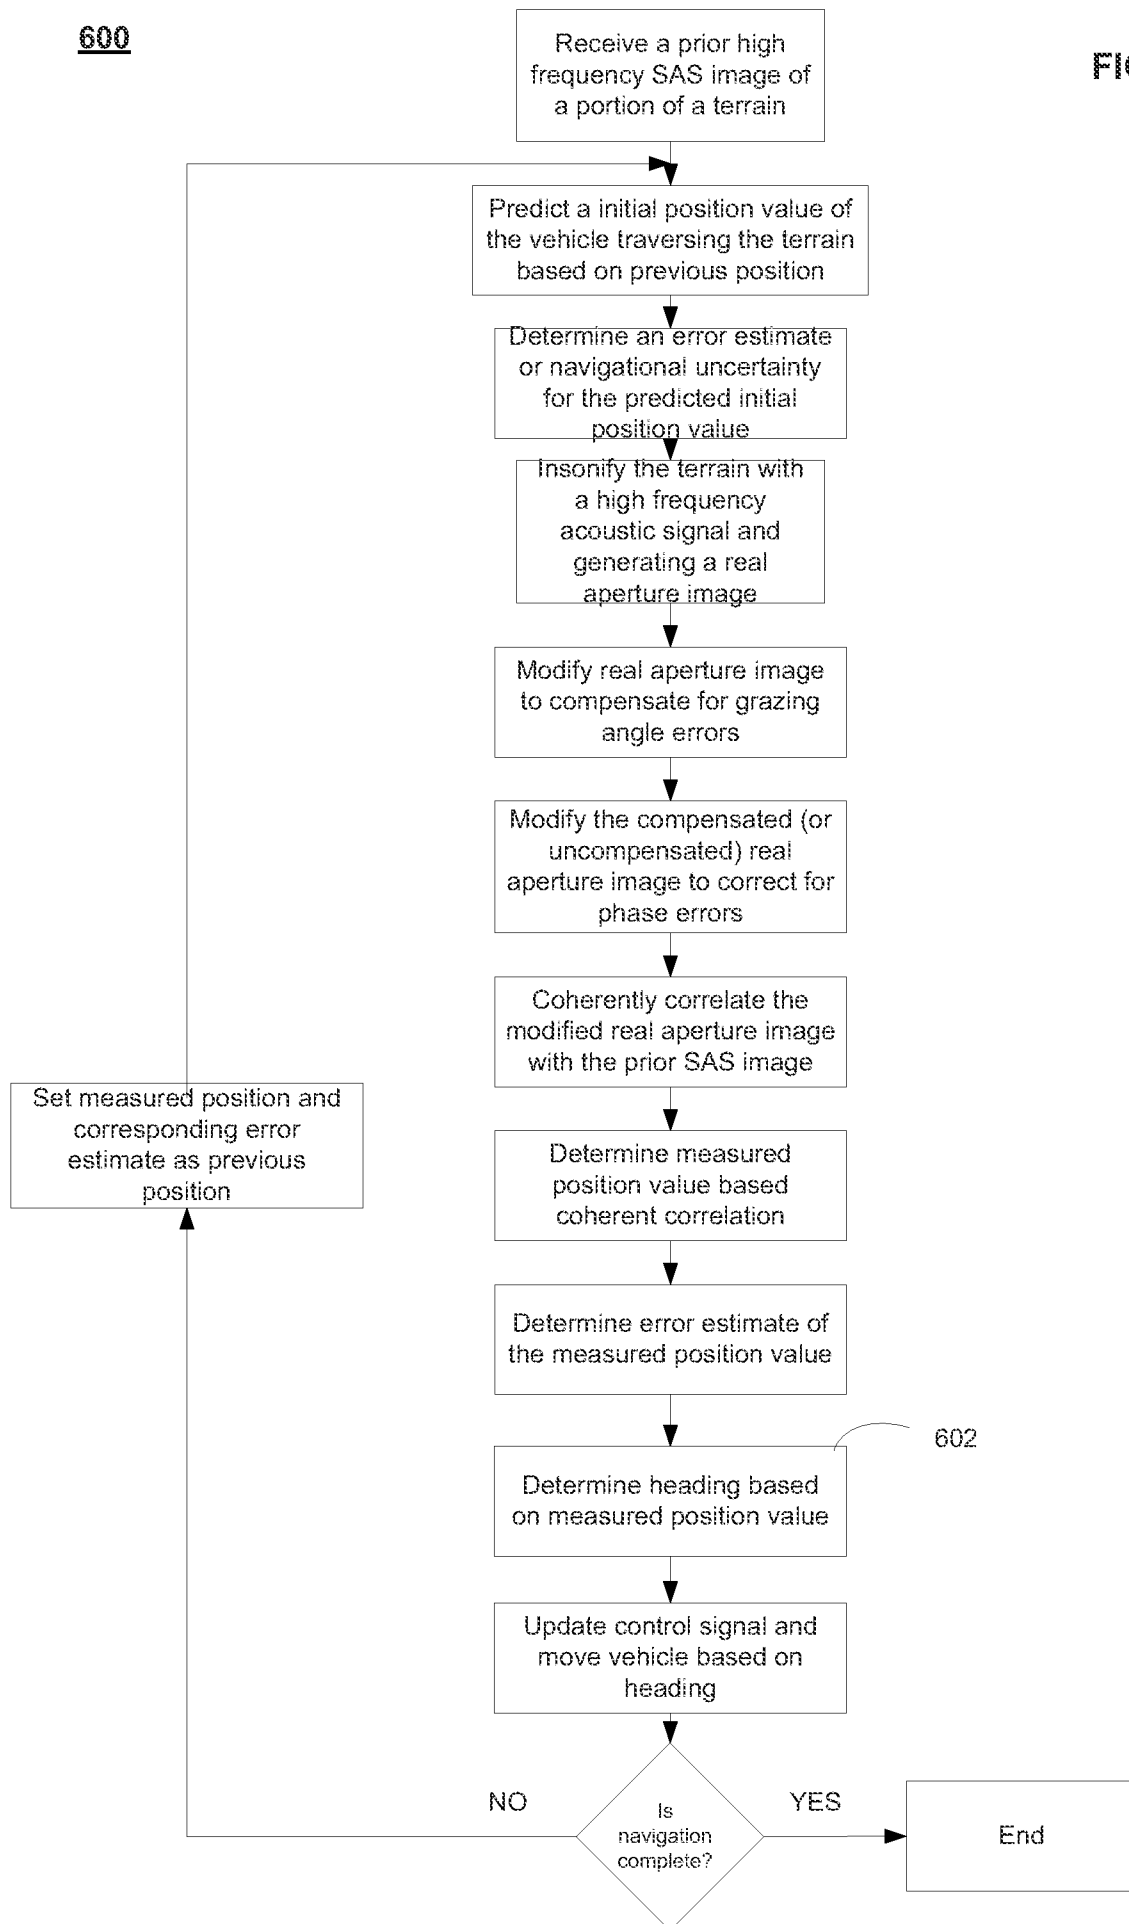 600
FIG
Receive a prior high
frequency SAS image of
a portion of a terrain
Predict a initial position value of
the vehicle traversing the terrain
based on previous position
Determine an error estimate
or navigational uncertainty
for the predicted initial
position value
Insonify the terrain with
a high frequency
acoustic signal and
generating a real
aperture image
Modify real aperture image
to compensate for grazing
angle errors
Modify the compensated (or
uncompensated) real
aperture image to correct for
phase errors
Coherently correlate the
modified real aperture image
with the prior SAS image
Set measured position and
corresponding error
estimate as previous
position
Determine measured
position value based
coherent correlation
Determine error estimate of
the measured position value
602
Determine heading based
on measured position value
Update control signal and
move vehicle based on
heading
NO
YES
Is
navigation
complete?
End